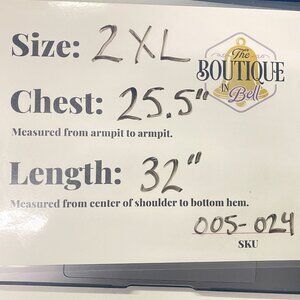 Size: 2XL
The
BOUTIQUE
IN
Bell
Chest: 25.5"
Measured from armpit to armpit.
Length: 32"
Measured from center of shoulder to bottom hem.
005-024
SKU